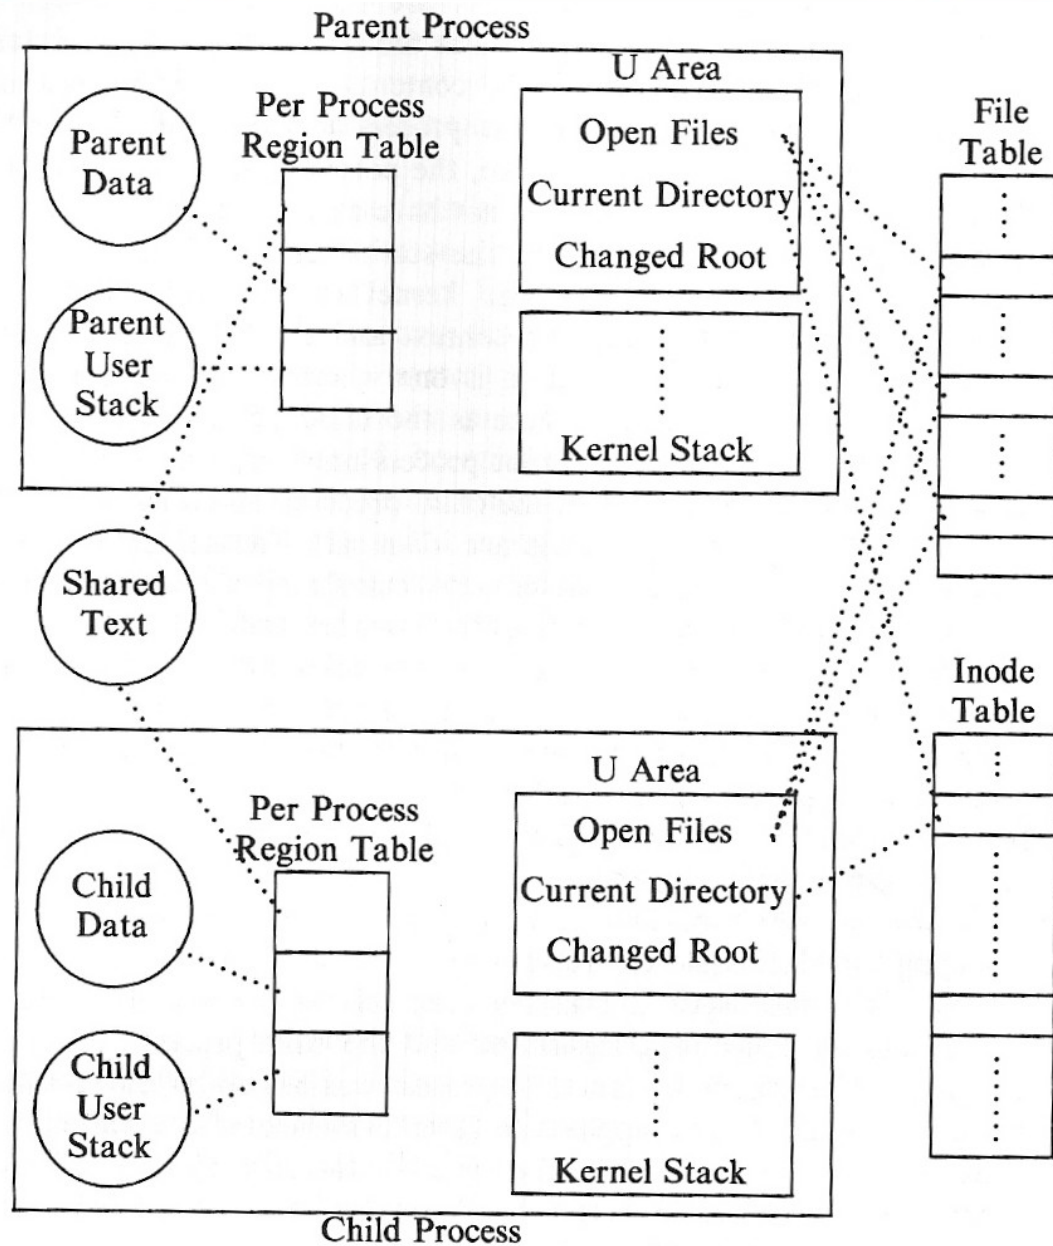 Parent Process
U Area
Parent
Data
Per Process
Region Table
Open Files
Current Directory
Changed Root
File
Table
Parent
User
Stack
Kernel Stack
Shared
Text
Inode
Table
U Area
Per Process
Region Table
Open Files
Current Directory
Changed Root
Child
Data
Child
User
Stack
Kernel Stack
Child Process